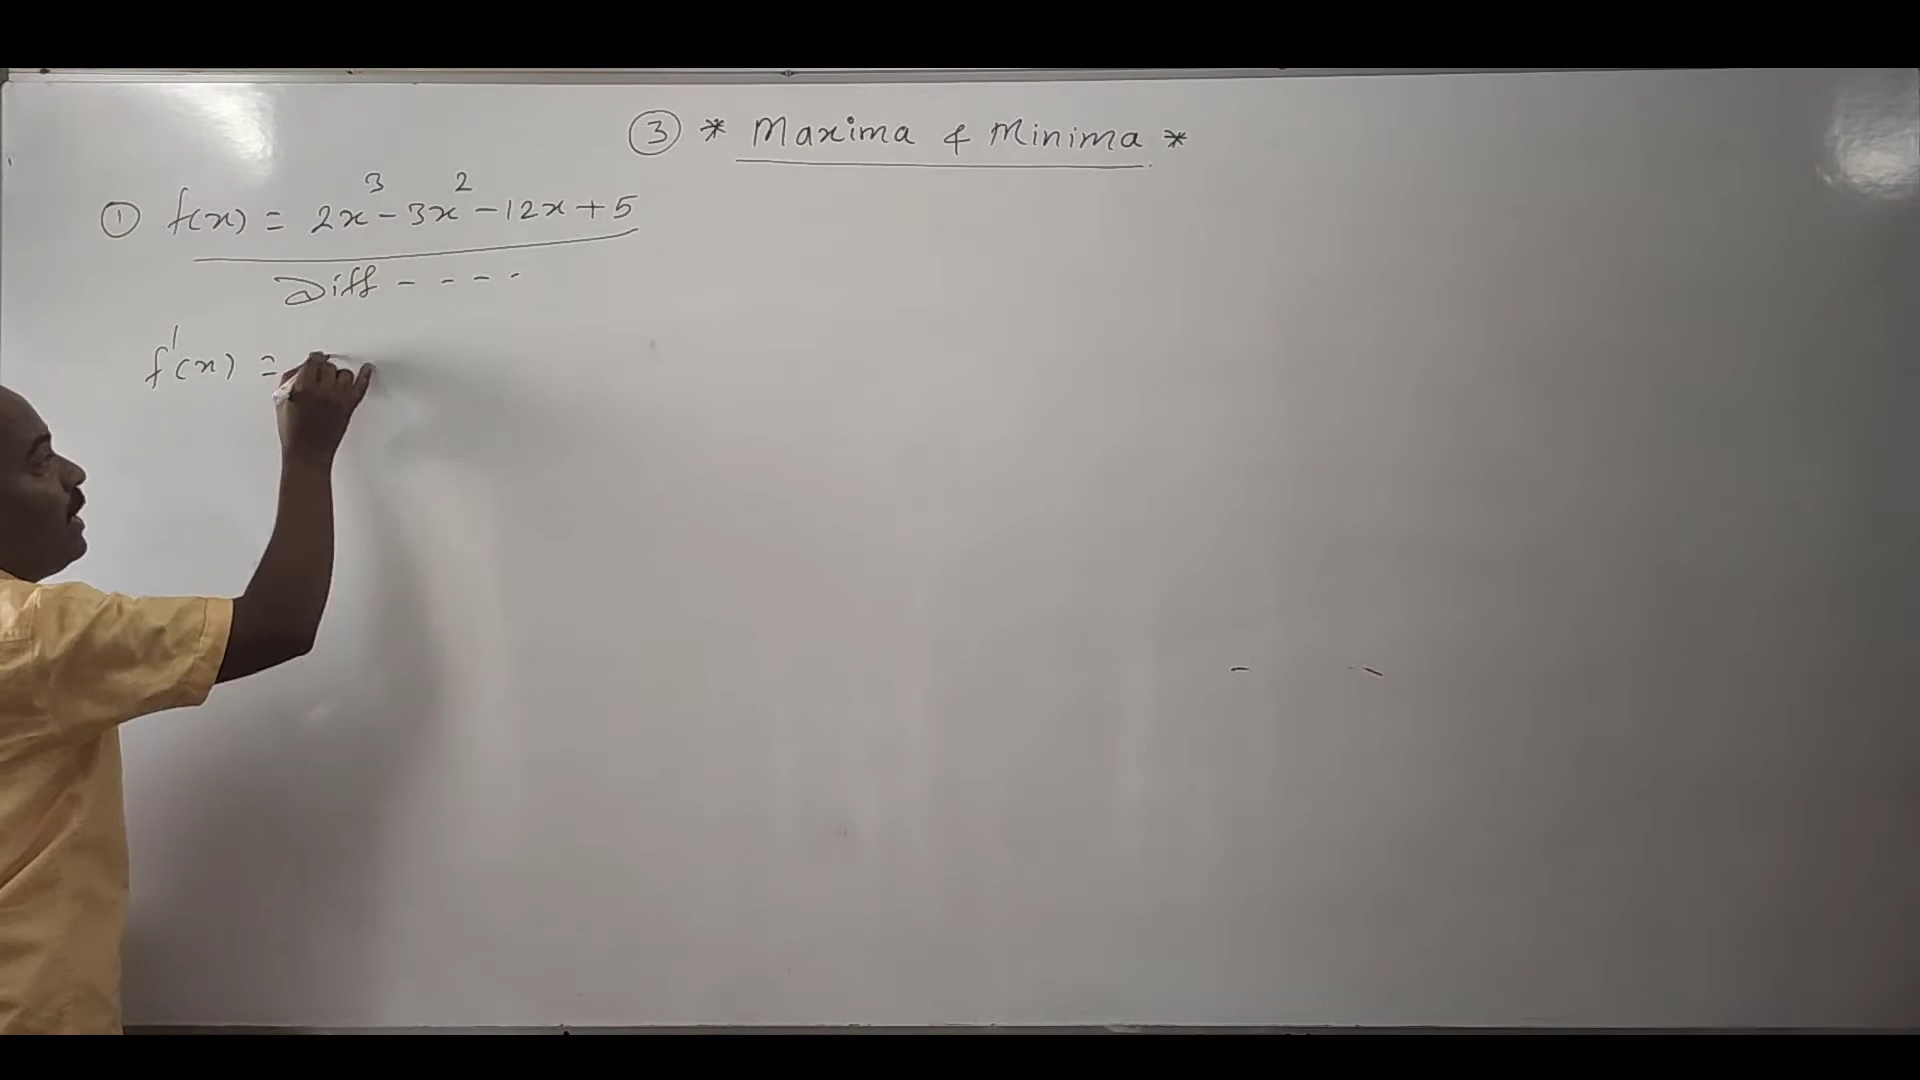 ③ * Maxima & Minima *
① f(x) = 2x³ - 3x² - 12x + 5
Diff - - - -
f'(x) =